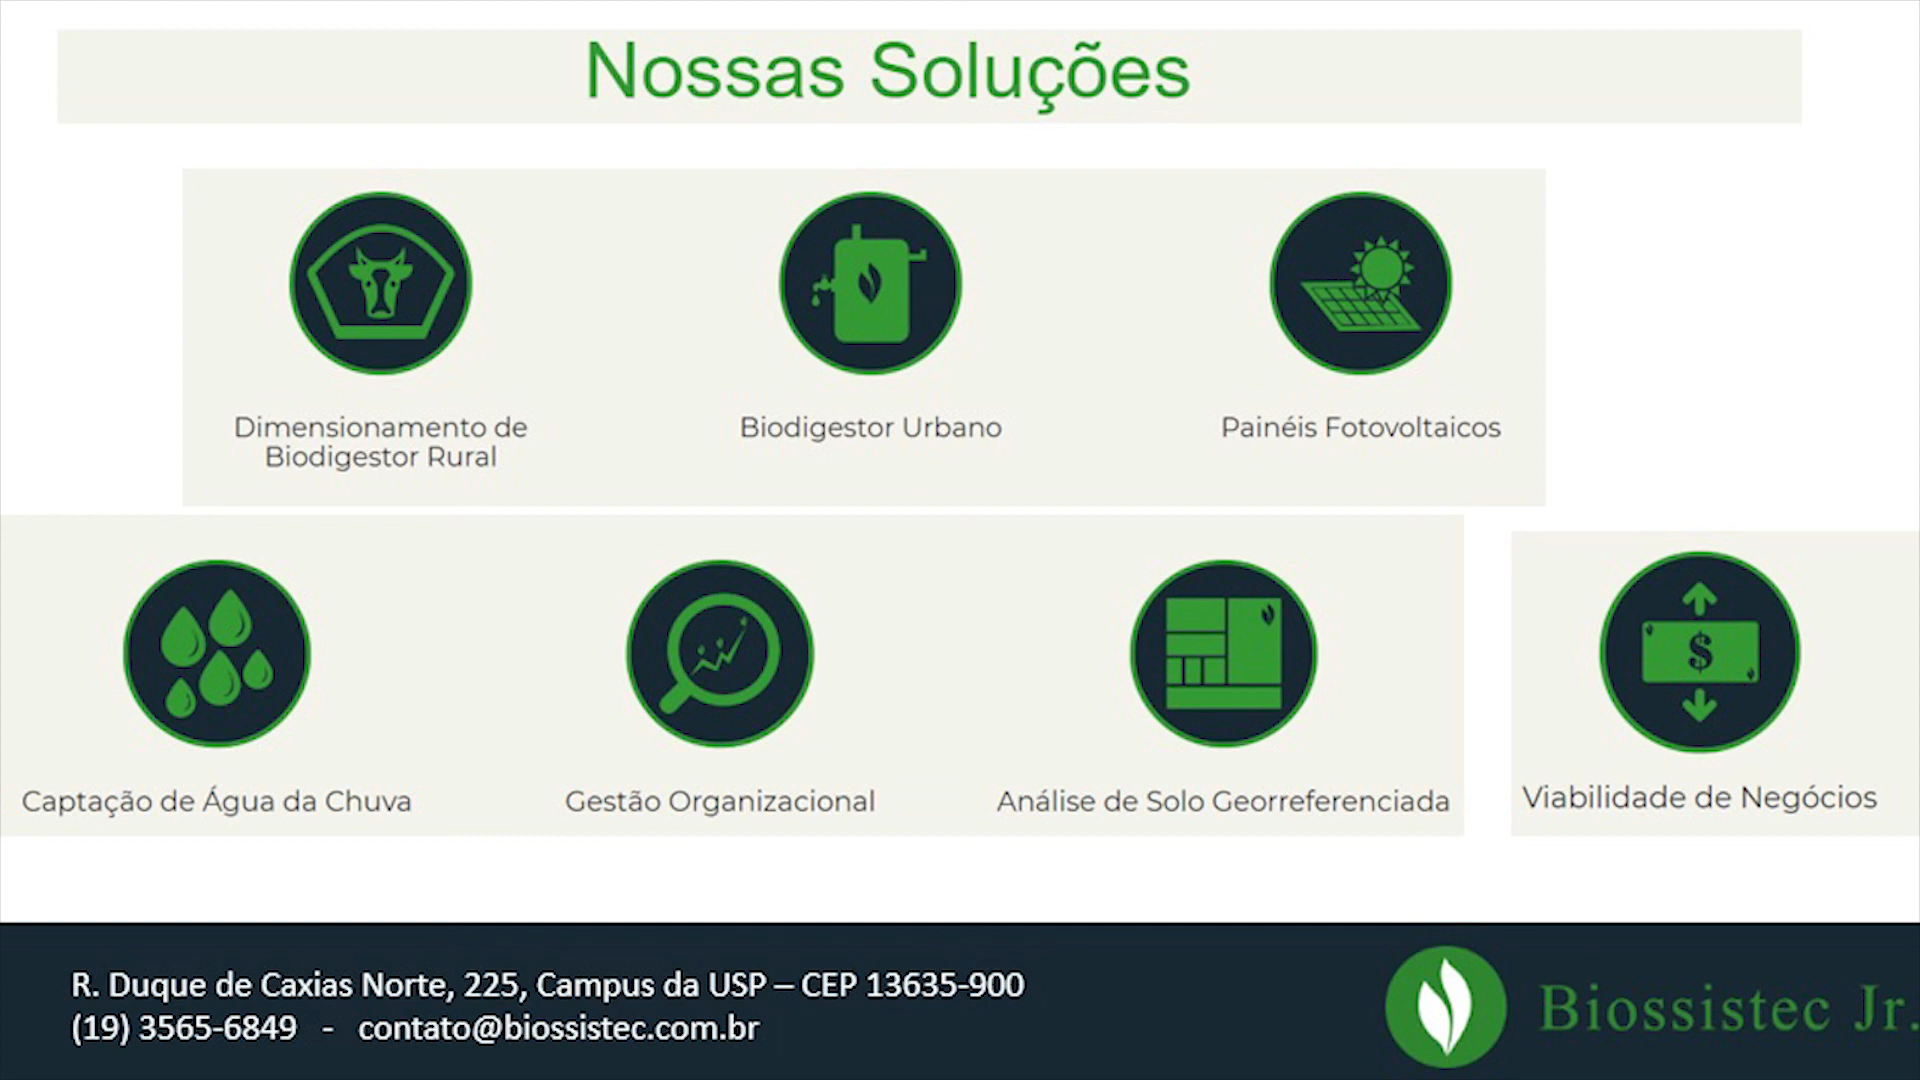 Nossas Soluções
Dimensionamento de
Biodigestor Rural
Biodigestor Urbano
Painéis Fotovoltaicos
$
Captação de Água da Chuva
Gestão Organizacional
Análise de Solo Georreferenciada
Viabilidade de Negócios
R. Duque de Caxias Norte, 225, Campus da USP – CEP 13635-900
(19) 3565-6849 - contato@biossistec.com.br
Biossistec Jr.